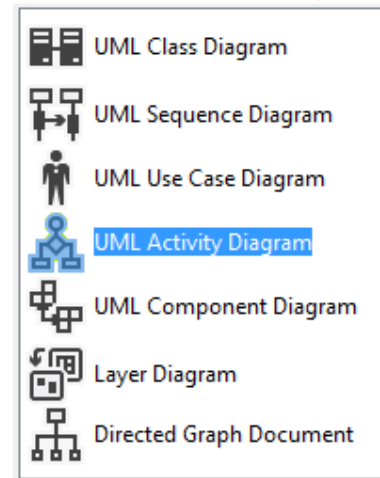 UML Class Diagram
UML Sequence Diagram
UML Use Case Diagram
UML Activity Diagram
UML Component Diagram
Layer Diagram
Directed Graph Document